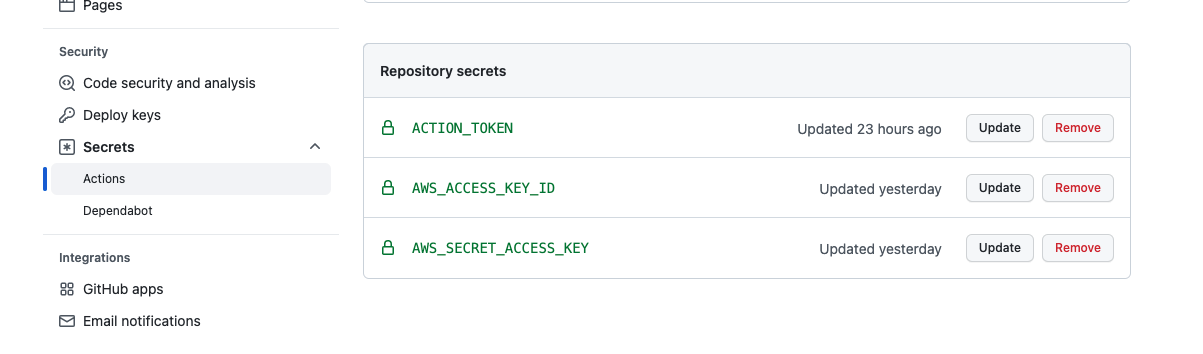 Pages
Security
Code security and analysis
Deploy keys
Secrets
Actions
Dependabot
Integrations
GitHub apps
Email notifications
Repository secrets
ACTION_TOKEN Updated 23 hours ago Update Remove
AWS_ACCESS_KEY_ID Updated yesterday Update Remove
AWS_SECRET_ACCESS_KEY Updated yesterday Update Remove